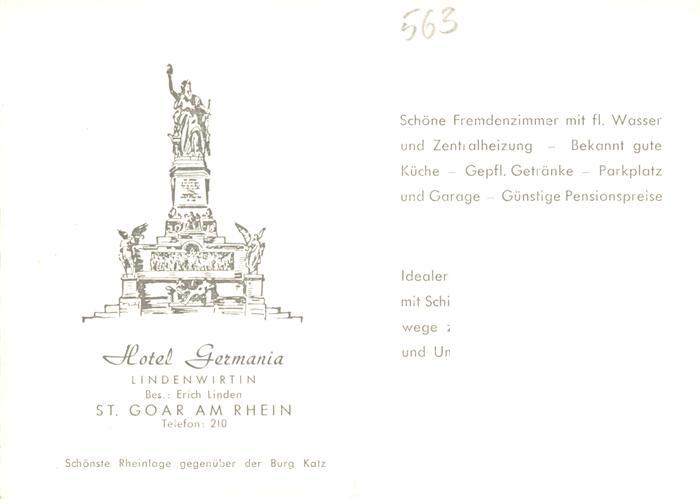 563
Hotel Germania
LINDENWIRTIN
Bes.: Erich Linden
ST. GOAR AM RHEIN
Telefon: 210
Schönste Rheinlage gegenüber der Burg Katz
Schöne Fremdenzimmer mit fl. Wasser
und Zentralheizung – Bekannt gute
Küche – Gepfl. Getränke – Parkplatz
und Garage – Günstige Pensionspreise
Idealer
mit Schi
wege
und Un